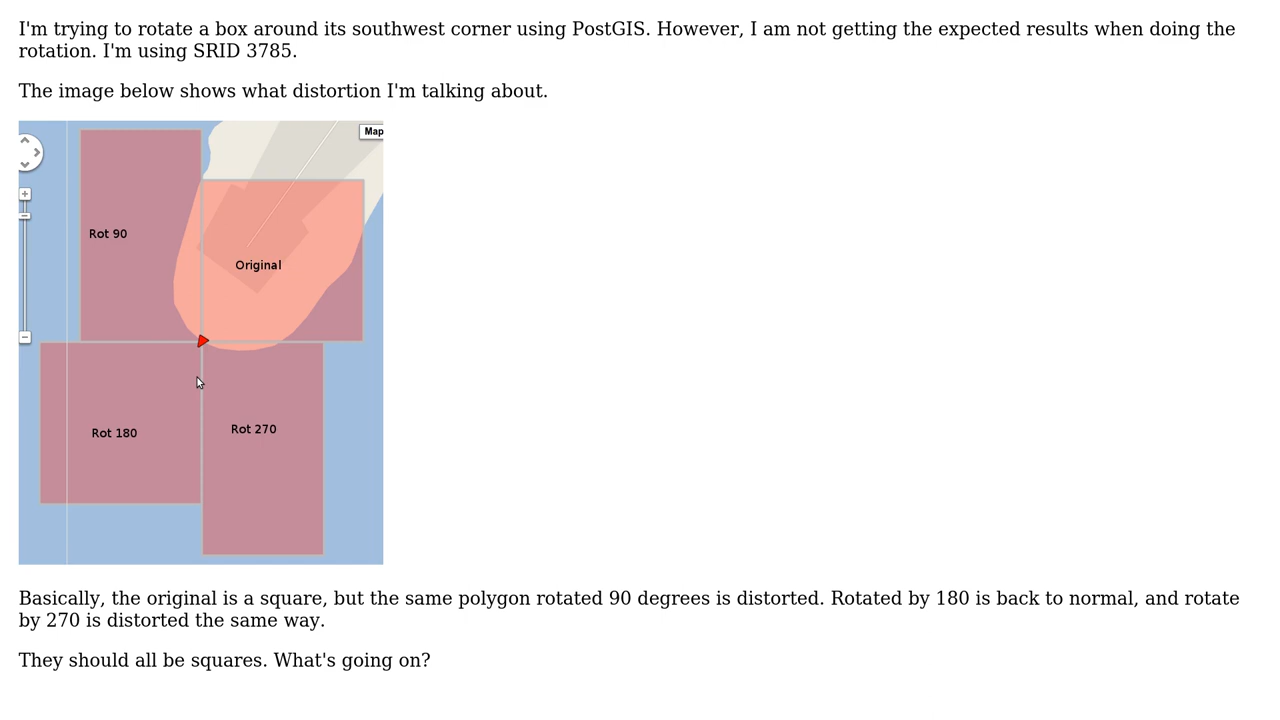 I'm trying to rotate a box around its southwest corner using PostGIS. However, I am not getting the expected results when doing the
rotation. I'm using SRID 3785.
The image below shows what distortion I'm talking about.
Map
Rot 90
Original
Rot 180
Rot 270
Basically, the original is a square, but the same polygon rotated 90 degrees is distorted. Rotated by 180 is back to normal, and rotate
by 270 is distorted the same way.
They should all be squares. What's going on?